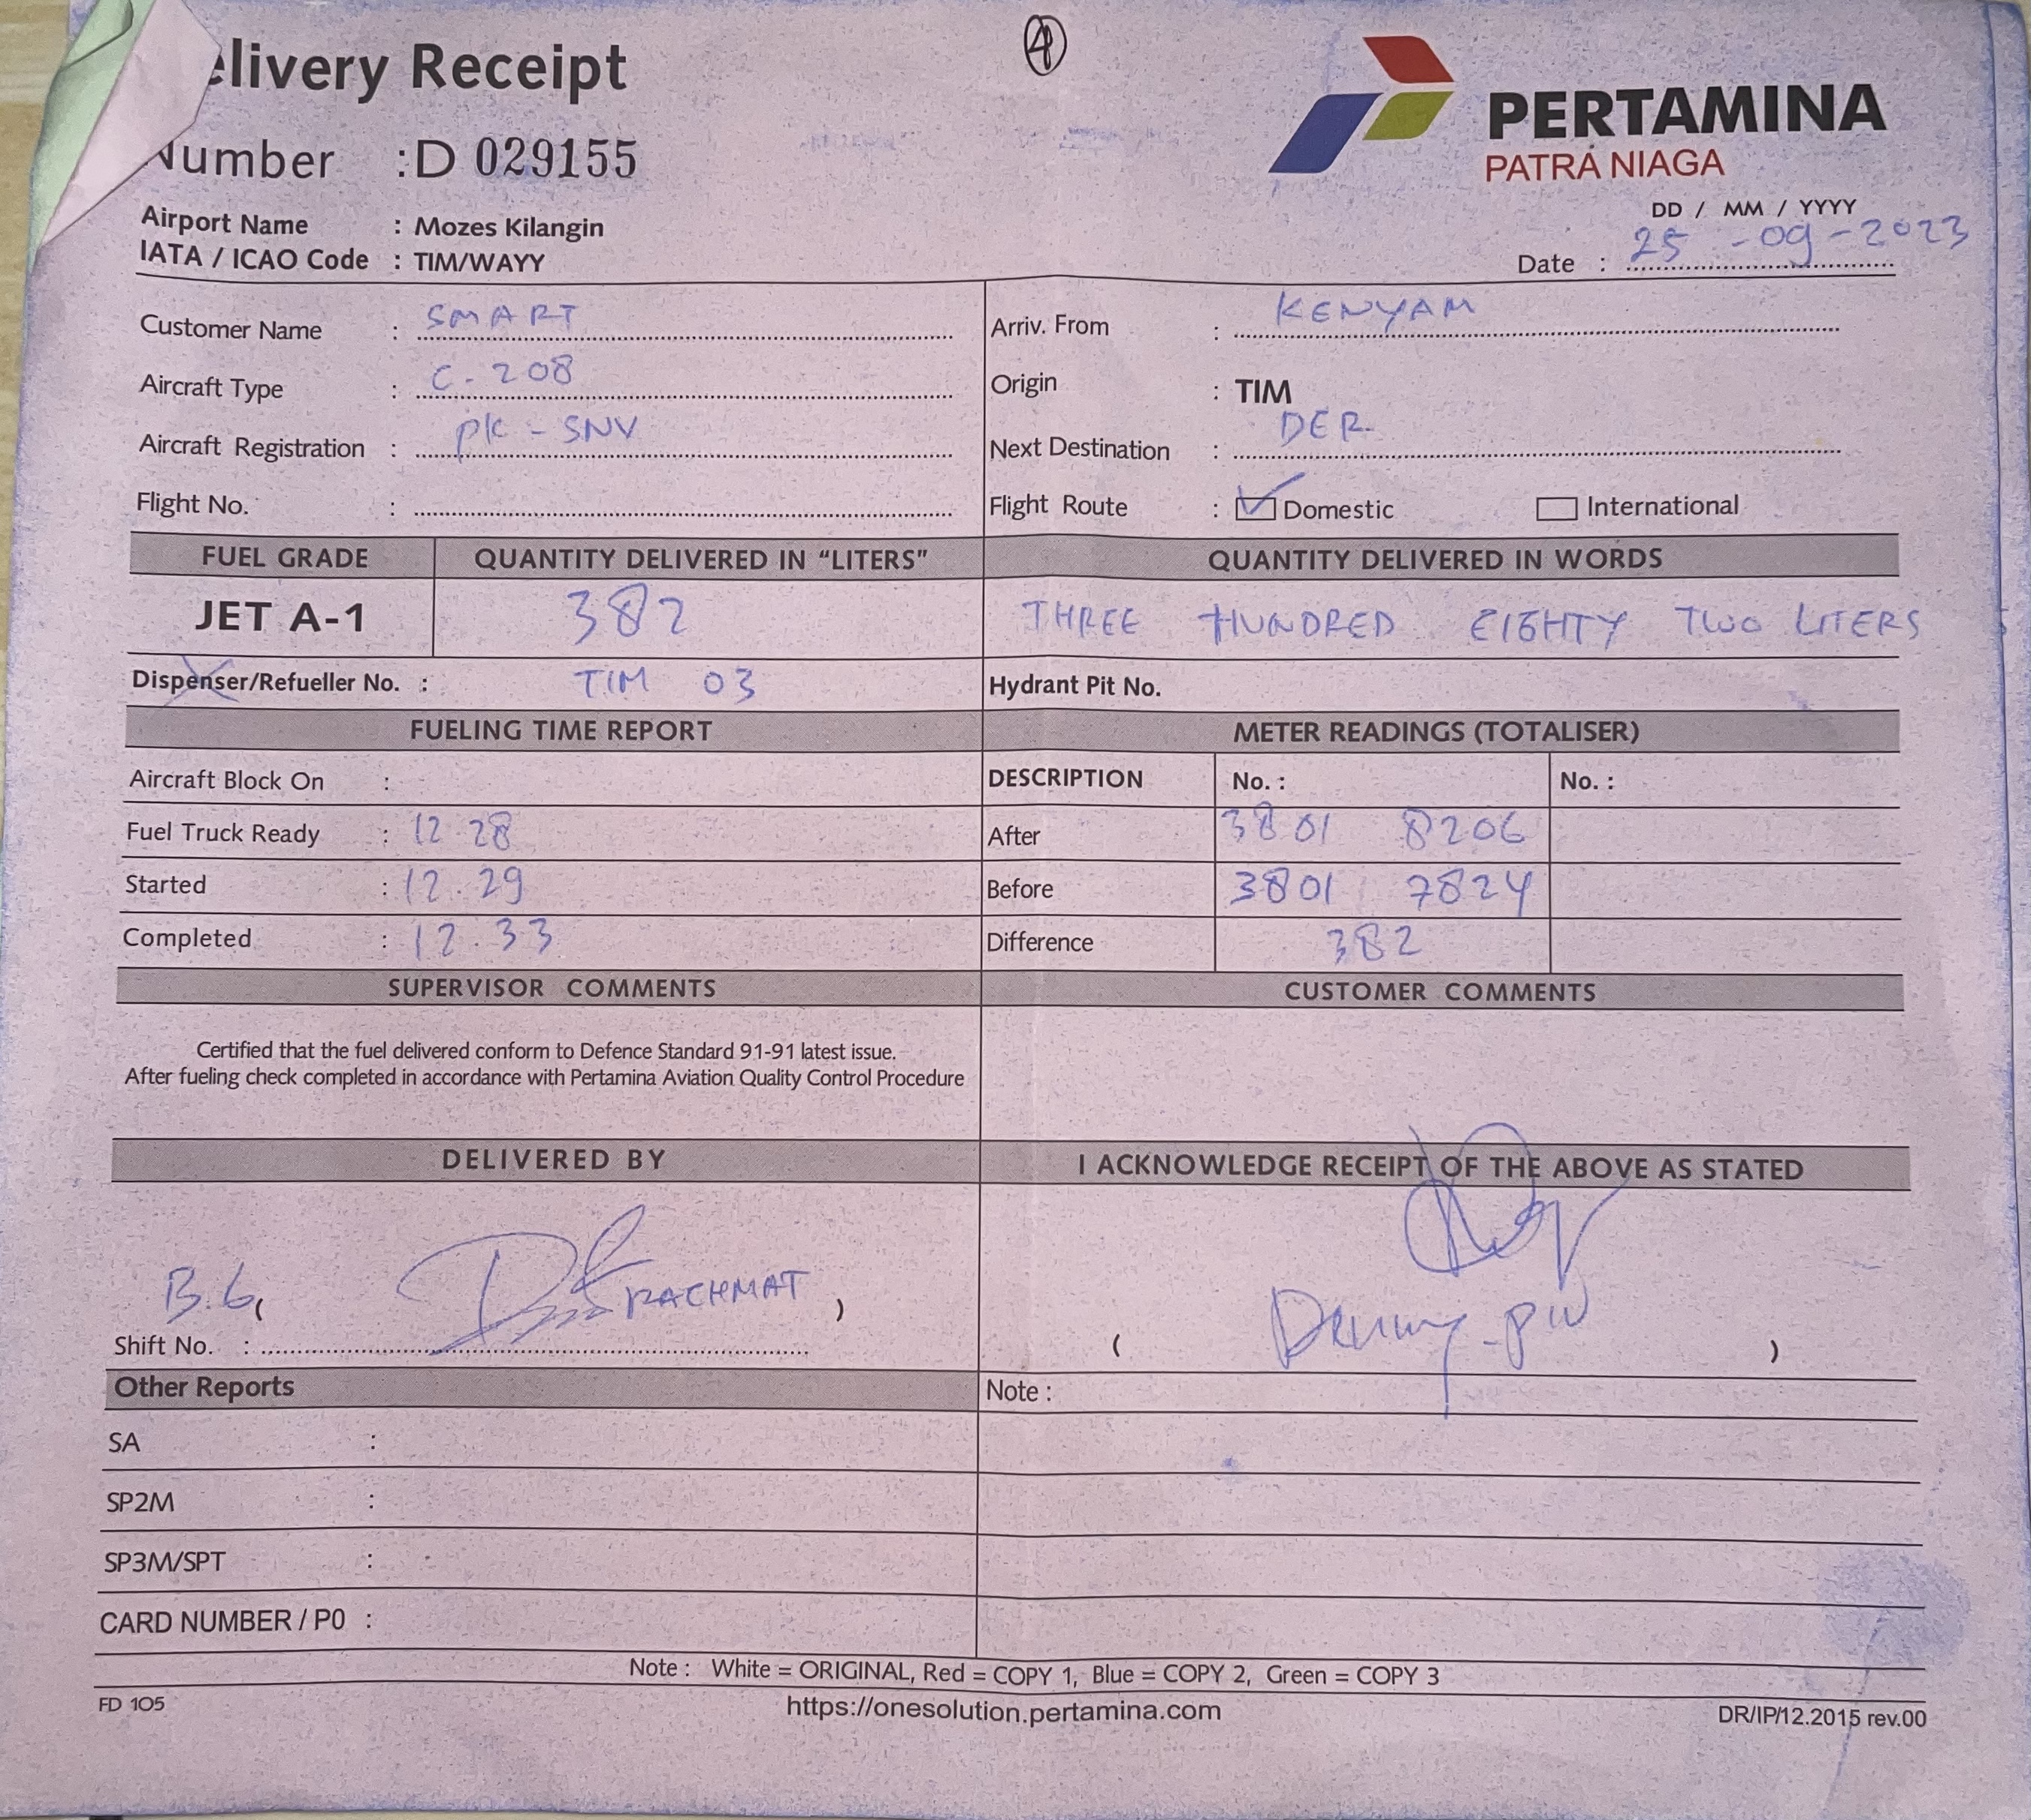 elivery Receipt
4
PERTAMINA
PATRA NIAGA
Number : D 029155
DD / MM / YYYY
Date : 25 - 09 - 2023
Airport Name : Mozes Kilangin
IATA / ICAO Code : TIM/WAYY
Customer Name : SMART
Arriv. From : KENYAM
Aircraft Type : C-208
Origin : TIM
Aircraft Registration : PK - SNV
Next Destination : DER
Flight No. :
Flight Route : Domestic International
FUEL GRADE QUANTITY DELIVERED IN "LITERS" QUANTITY DELIVERED IN WORDS
JET A-1 382 THREE HUNDRED EIGHTY TWO LITERS
Dispenser/Refueller No. : TIM 03 Hydrant Pit No.
FUELING TIME REPORT METER READINGS (TOTALISER)
Aircraft Block On : DESCRIPTION No. : No. :
Fuel Truck Ready : 12.28 After 3801 8206
Started : 12.29 Before 3801 7824
Completed : 12.33 Difference 382
SUPERVISOR COMMENTS CUSTOMER COMMENTS
Certified that the fuel delivered conform to Defence Standard 91-91 latest issue.
After fueling check completed in accordance with Pertamina Aviation Quality Control Procedure
DELIVERED BY I ACKNOWLEDGE RECEIPT OF THE ABOVE AS STATED
B.6 ( RACHMAT )
Shift No. : ( )
Other Reports Note :
SA :
SP2M :
SP3M/SPT :
CARD NUMBER / PO :
Note : White = ORIGINAL, Red = COPY 1, Blue = COPY 2, Green = COPY 3
FD 105 https://onesolution.pertamina.com DR/IP/12.2015 rev.00